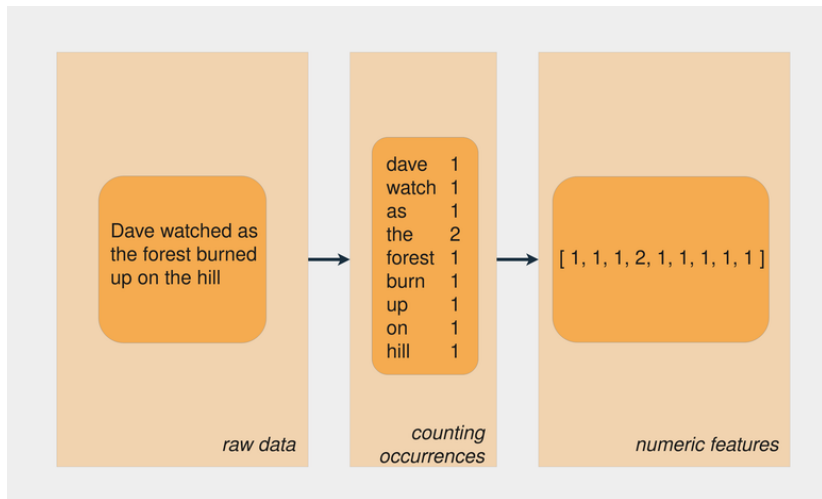 Dave watched as
the forest burned
up on the hill
raw data
dave 1
watch 1
as 1
the 2
forest 1
burn 1
up 1
on 1
hill 1
counting
occurrences
[ 1, 1, 1, 2, 1, 1, 1, 1, 1 ]
numeric features